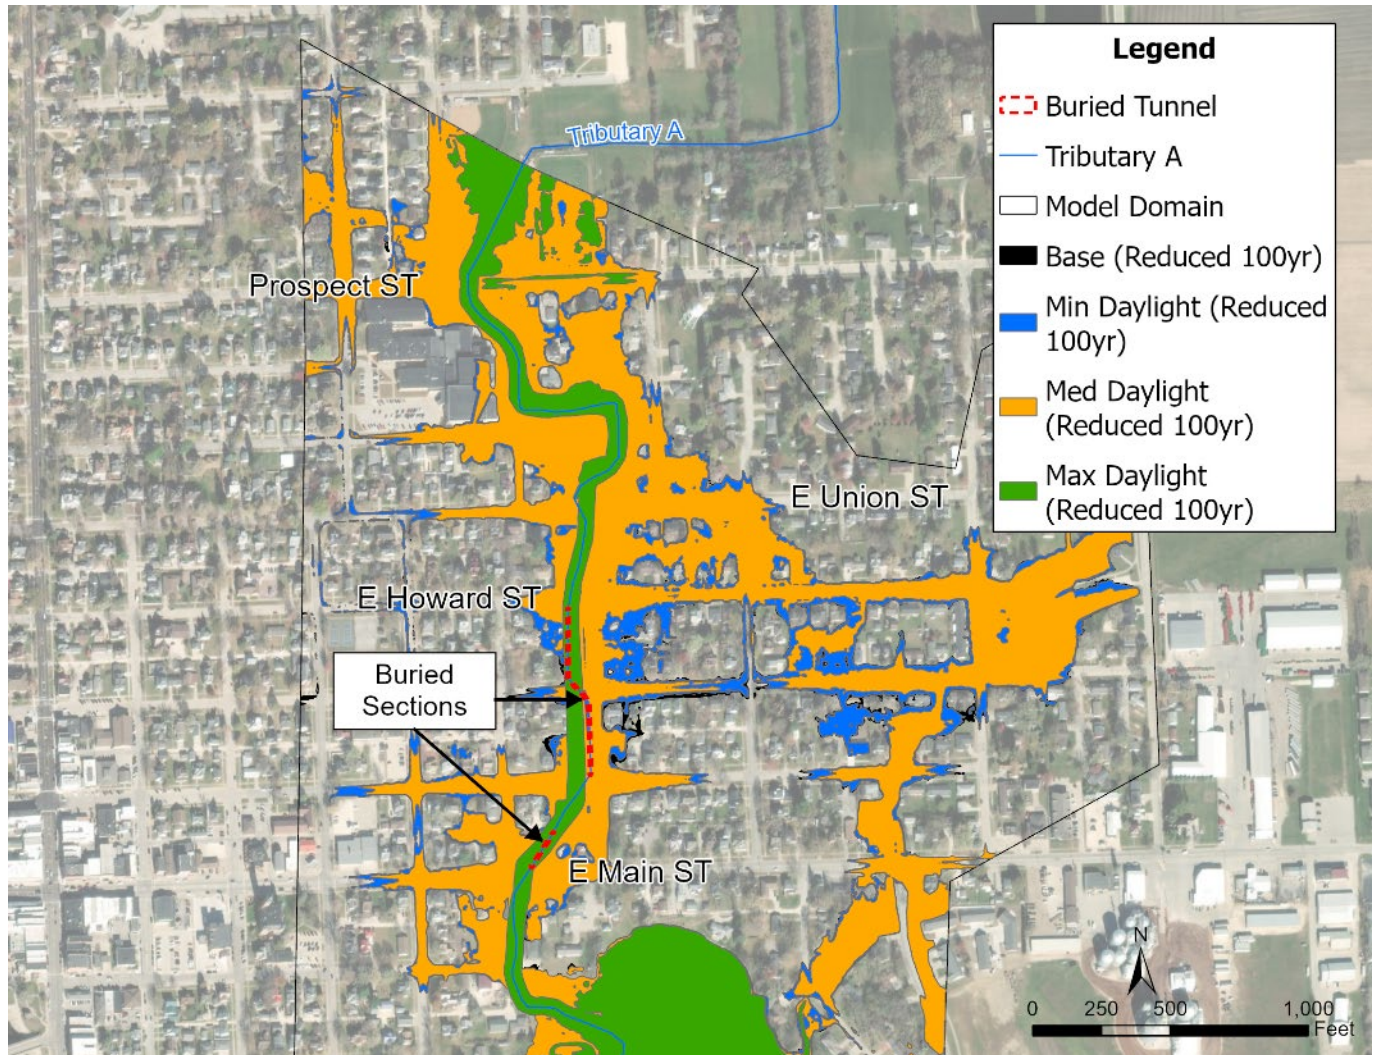 Legend
Buried Tunnel
Tributary A
Model Domain
Base (Reduced 100yr)
Min Daylight (Reduced
100yr)
Med Daylight
(Reduced 100yr)
Max Daylight
(Reduced 100yr)
Tributary A
Prospect ST
E Union ST
E Howard ST
Buried
Sections
E Main ST
N
0 250 500 1,000
Feet